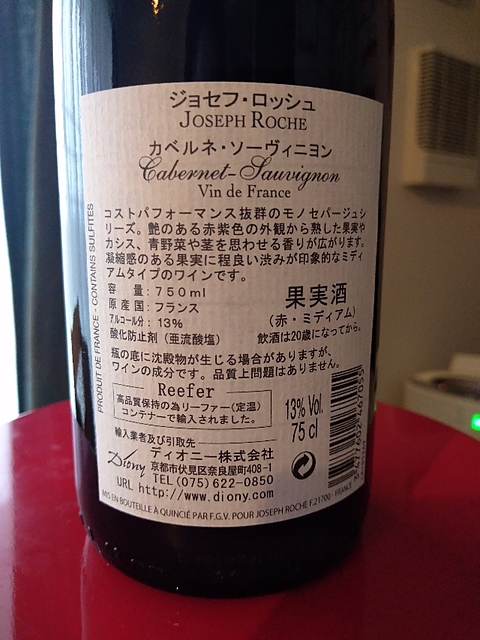 ジョセフ・ロッシュ
JOSEPH ROCHE
カベルネ・ソーヴィニヨン
Cabernet-Sauvignon
Vin de France
コストパフォーマンス抜群のモノセパージュシ
リーズ。艶のある赤紫色の外観から熟した果実や
カシス、青野菜や茎を思わせる香りが広がります。
凝縮感のある果実に程良い渋みが印象的なミディ
アムタイプのワインです。
容量:750ml
原産国:フランス
アルコール分:13%
酸化防止剤(亜硫酸塩)
果実酒
(赤・ミディアム)
飲酒は20歳になってから。
瓶の底に沈殿物が生じる場合がありますが、
ワインの成分です。品質上問題はありません。
Reefer
高品質保持の為リーファー(定温)
コンテナーで輸入されました。
13% Vol.
75 cl
輸入業者及び引取先
Diony
ディオニー株式会社
京都市伏見区奈良屋町408-1
TEL(075)622-0850
URL http://www.diony.com
MIS EN BOUTEILLE À QUINCIÉ PAR F.G.V. POUR JOSEPH ROCHE F.21700 - FRANCE
PRODUIT DE FRANCE - CONTAINS SULFITES